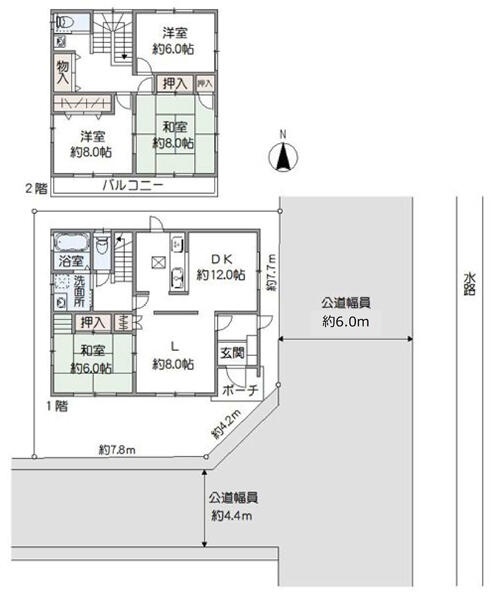 洋室
約6.0帖
物入
押入
押入
洋室
約8.0帖
和室
約8.0帖
バルコニー
2階
N
浴室
洗面所
DK
約12.0帖
約7.7m
押入
和室
約6.0帖
L
約8.0帖
玄関
ポーチ
1階
約4.2m
約7.8m
公道幅員
約6.0m
水路
公道幅員
約4.4m